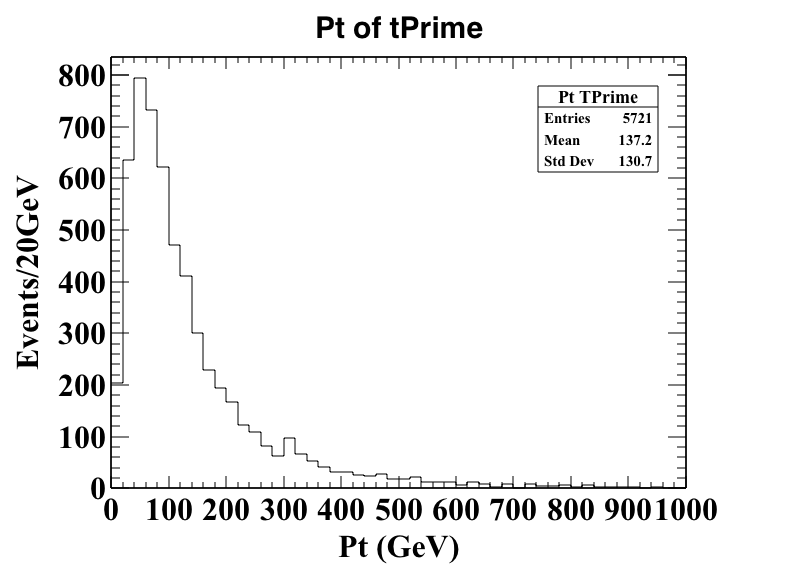 Pt of tPrime
Pt TPrime
Entries 5721
Mean 137.2
Std Dev 130.7
Events/20GeV
800
700
600
500
400
300
200
100
0
0 100 200 300 400 500 600 700 800 900 1000
Pt (GeV)